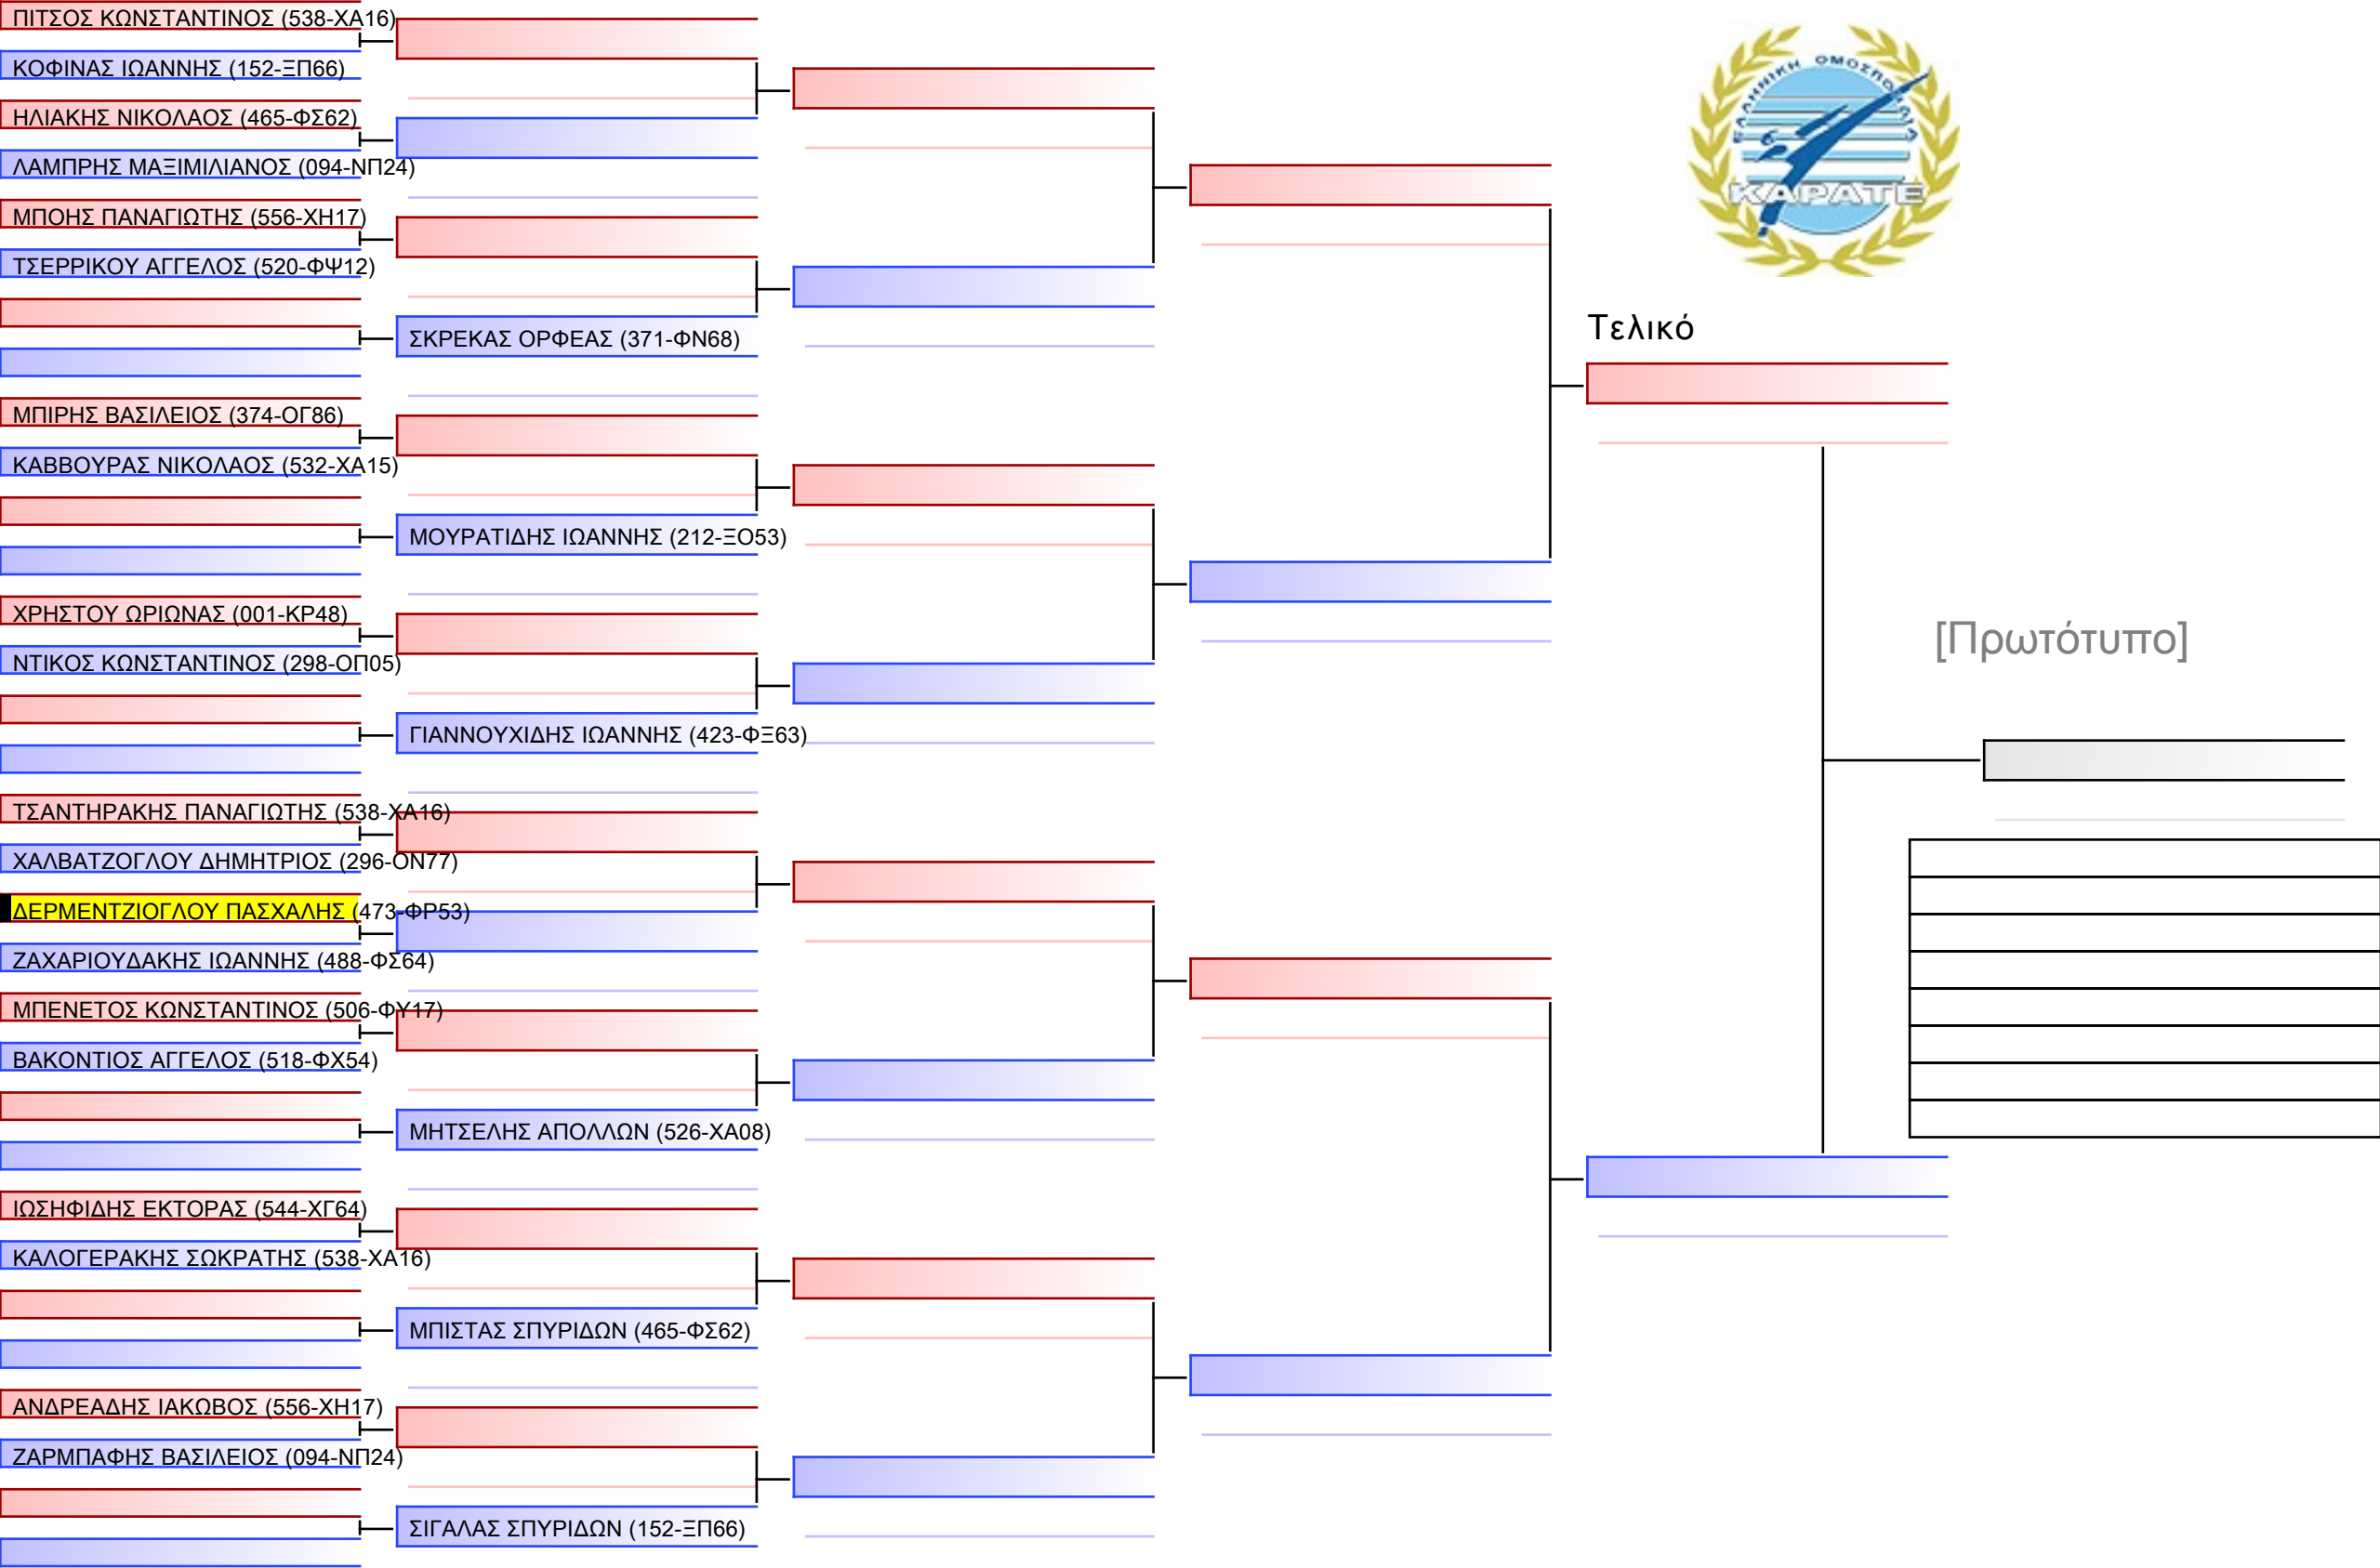 ΠΙΤΣΟΣ ΚΩΝΣΤΑΝΤΙΝΟΣ (538-ΧΑ16)
ΚΟΦΙΝΑΣ ΙΩΑΝΝΗΣ (152-ΞΠ66)
ΗΛΙΑΚΗΣ ΝΙΚΟΛΑΟΣ (465-ΦΣ62)
ΛΑΜΠΡΗΣ ΜΑΞΙΜΙΛΙΑΝΟΣ (094-ΝΠ24)
ΜΠΟΗΣ ΠΑΝΑΓΙΩΤΗΣ (556-ΧΗ17)
ΤΣΕΡΡΙΚΟΥ ΑΓΓΕΛΟΣ (520-ΦΨ12)
ΣΚΡΕΚΑΣ ΟΡΦΕΑΣ (371-ΦΝ68)
ΜΠΙΡΗΣ ΒΑΣΙΛΕΙΟΣ (374-ΟΓ86)
ΚΑΒΒΟΥΡΑΣ ΝΙΚΟΛΑΟΣ (532-ΧΑ15)
ΜΟΥΡΑΤΙΔΗΣ ΙΩΑΝΝΗΣ (212-ΞΟ53)
ΧΡΗΣΤΟΥ ΩΡΙΩΝΑΣ (001-ΚΡ48)
ΝΤΙΚΟΣ ΚΩΝΣΤΑΝΤΙΝΟΣ (298-ΟΠ05)
ΓΙΑΝΝΟΥΧΙΔΗΣ ΙΩΑΝΝΗΣ (423-ΦΞ63)
ΤΣΑΝΤΗΡΑΚΗΣ ΠΑΝΑΓΙΩΤΗΣ (538-ΧΑ16)
ΧΑΛΒΑΤΖΟΓΛΟΥ ΔΗΜΗΤΡΙΟΣ (296-ΟΝ77)
ΔΕΡΜΕΝΤΖΙΟΓΛΟΥ ΠΑΣΧΑΛΗΣ (473-ΦΡ53)
ΖΑΧΑΡΙΟΥΔΑΚΗΣ ΙΩΑΝΝΗΣ (488-ΦΣ64)
ΜΠΕΝΕΤΟΣ ΚΩΝΣΤΑΝΤΙΝΟΣ (506-ΦΥ17)
ΒΑΚΟΝΤΙΟΣ ΑΓΓΕΛΟΣ (518-ΦΧ54)
ΜΗΤΣΕΛΗΣ ΑΠΟΛΛΩΝ (526-ΧΑ08)
ΙΩΣΗΦΙΔΗΣ ΕΚΤΟΡΑΣ (544-ΧΓ64)
ΚΑΛΟΓΕΡΑΚΗΣ ΣΩΚΡΑΤΗΣ (538-ΧΑ16)
ΜΠΙΣΤΑΣ ΣΠΥΡΙΔΩΝ (465-ΦΣ62)
ΑΝΔΡΕΑΔΗΣ ΙΑΚΩΒΟΣ (556-ΧΗ17)
ΖΑΡΜΠΑΦΗΣ ΒΑΣΙΛΕΙΟΣ (094-ΝΠ24)
ΣΙΓΑΛΑΣ ΣΠΥΡΙΔΩΝ (152-ΞΠ66)
ΕΛΛΗΝΙΚΗ ΟΜΟΣΠΟΝΔΙΑ
ΚΑΡΑΤΕ
Τελικό
[Πρωτότυπο]